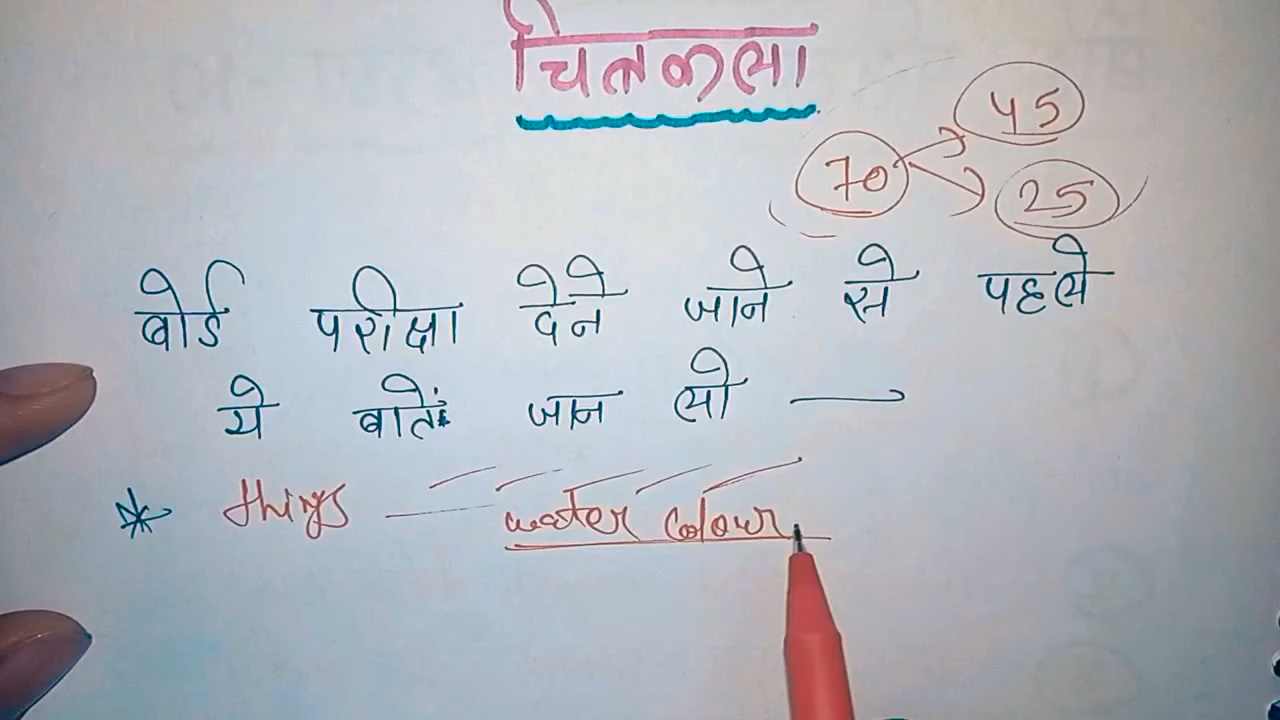 चित्रकला
70
45
25
बोर्ड परीक्षा देने जाने से पहले
ये बातें जान लो —
* things — water colour